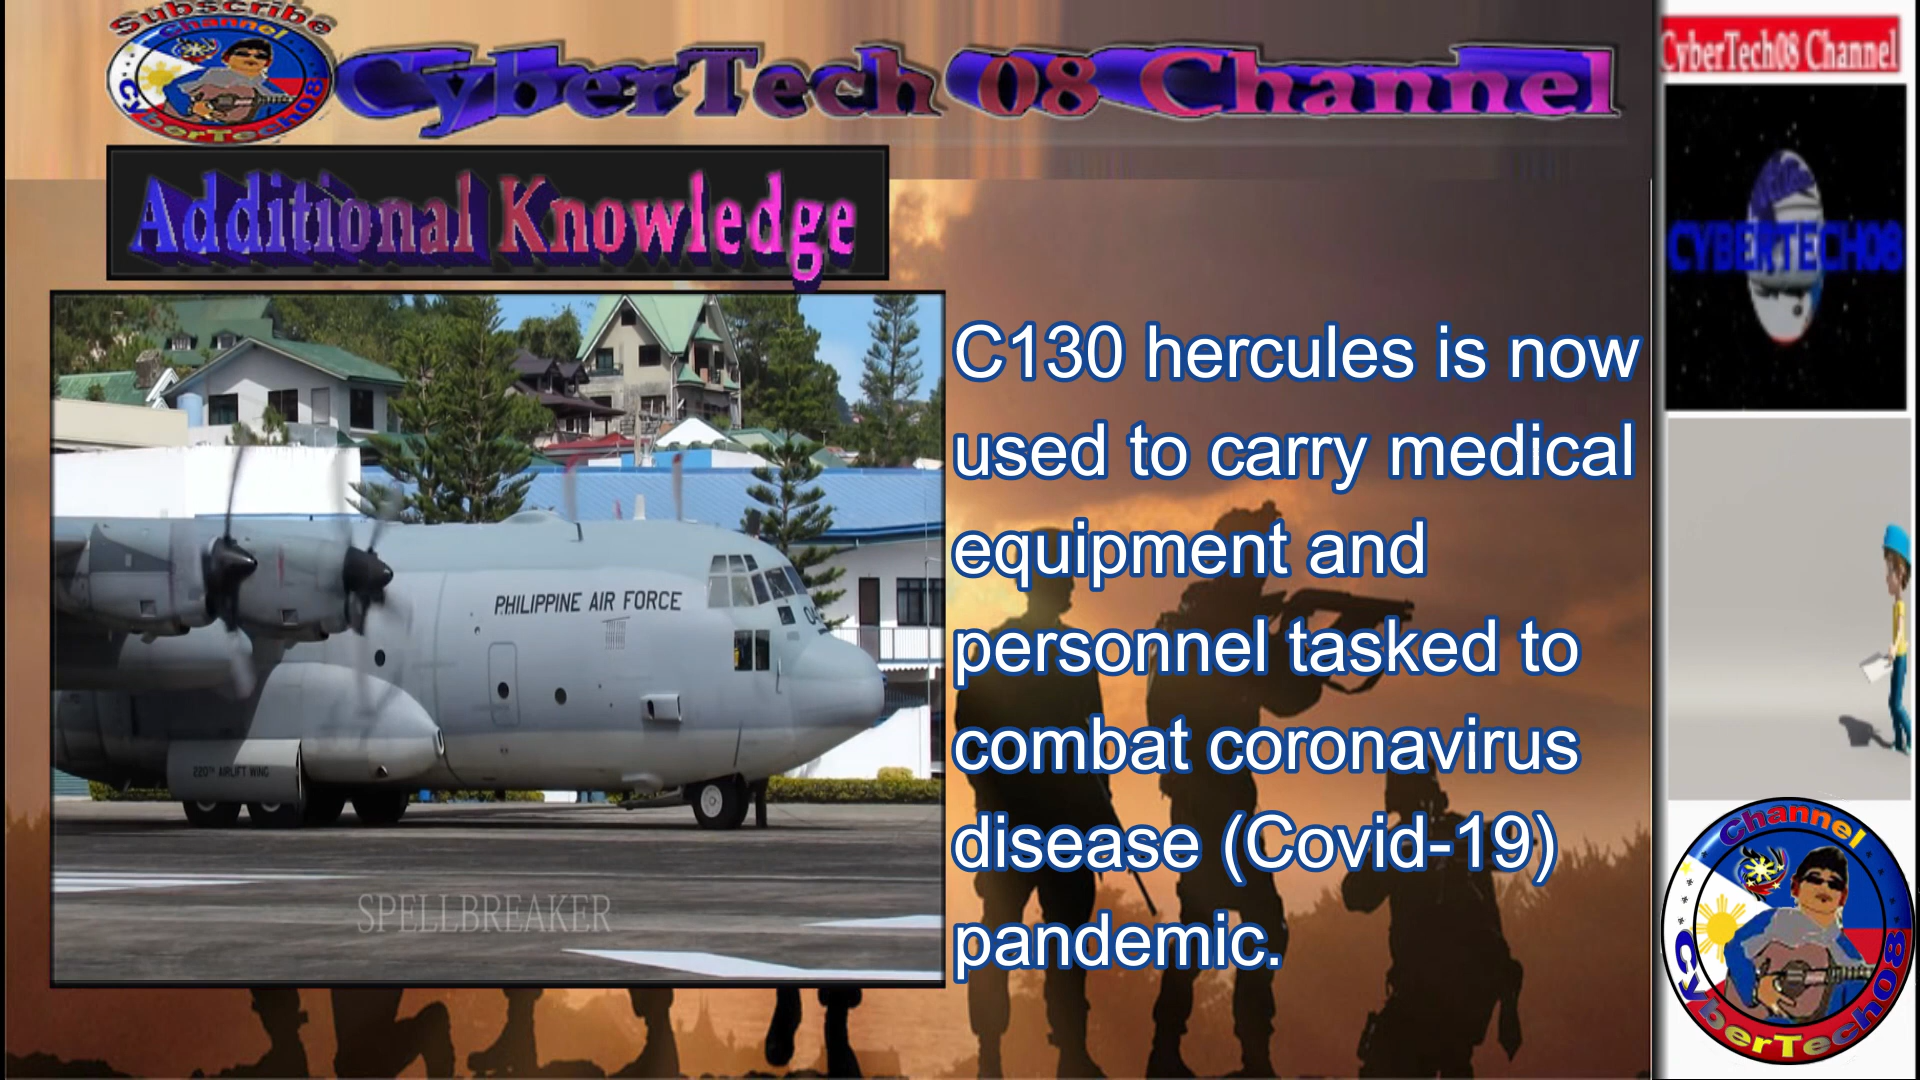 Subscribe
Channel
CyberTech08
CyberTech 08 Channel
CyberTech08 Channel
Additional Knowledge
CYBERTECH08
C130 hercules is now
used to carry medical
equipment and
personnel tasked to
combat coronavirus
disease (Covid-19)
pandemic.
PHILIPPINE AIR FORCE
220TH AIRLIFT WING
SPELLBREAKER
Channel
CyberTech08